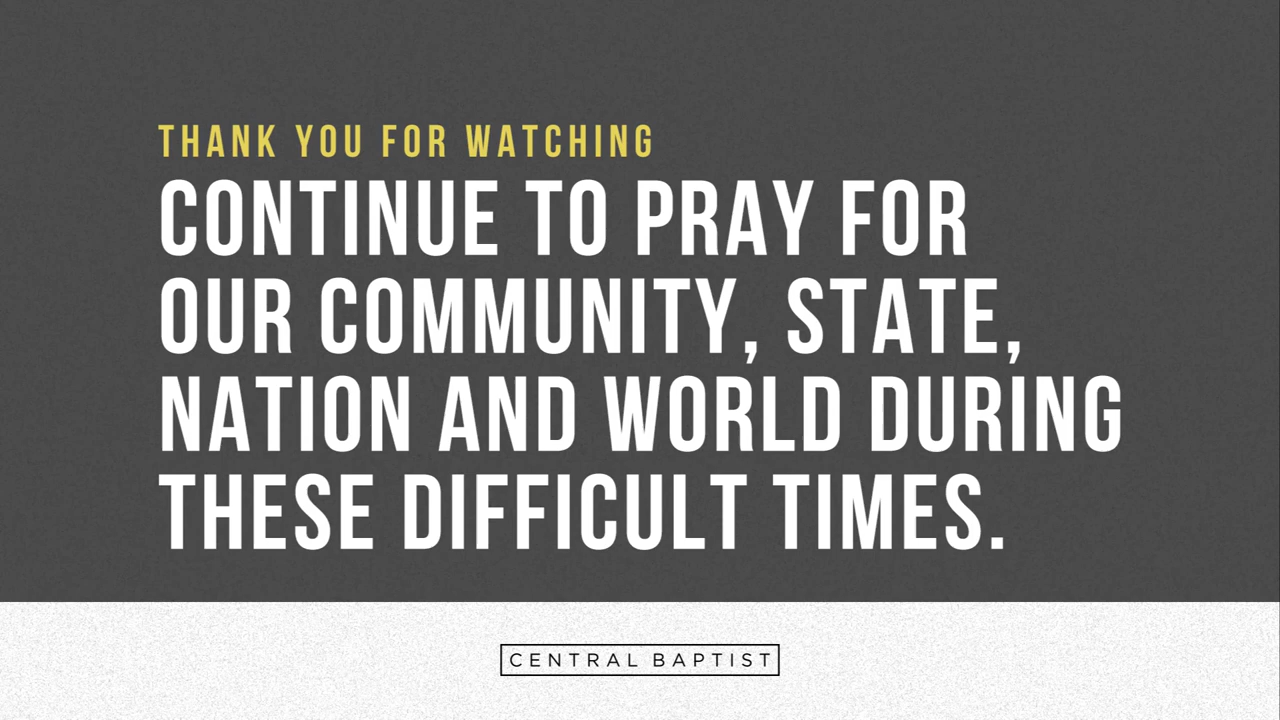 THANK YOU FOR WATCHING
CONTINUE TO PRAY FOR
OUR COMMUNITY, STATE,
NATION AND WORLD DURING
THESE DIFFICULT TIMES.
CENTRAL BAPTIST